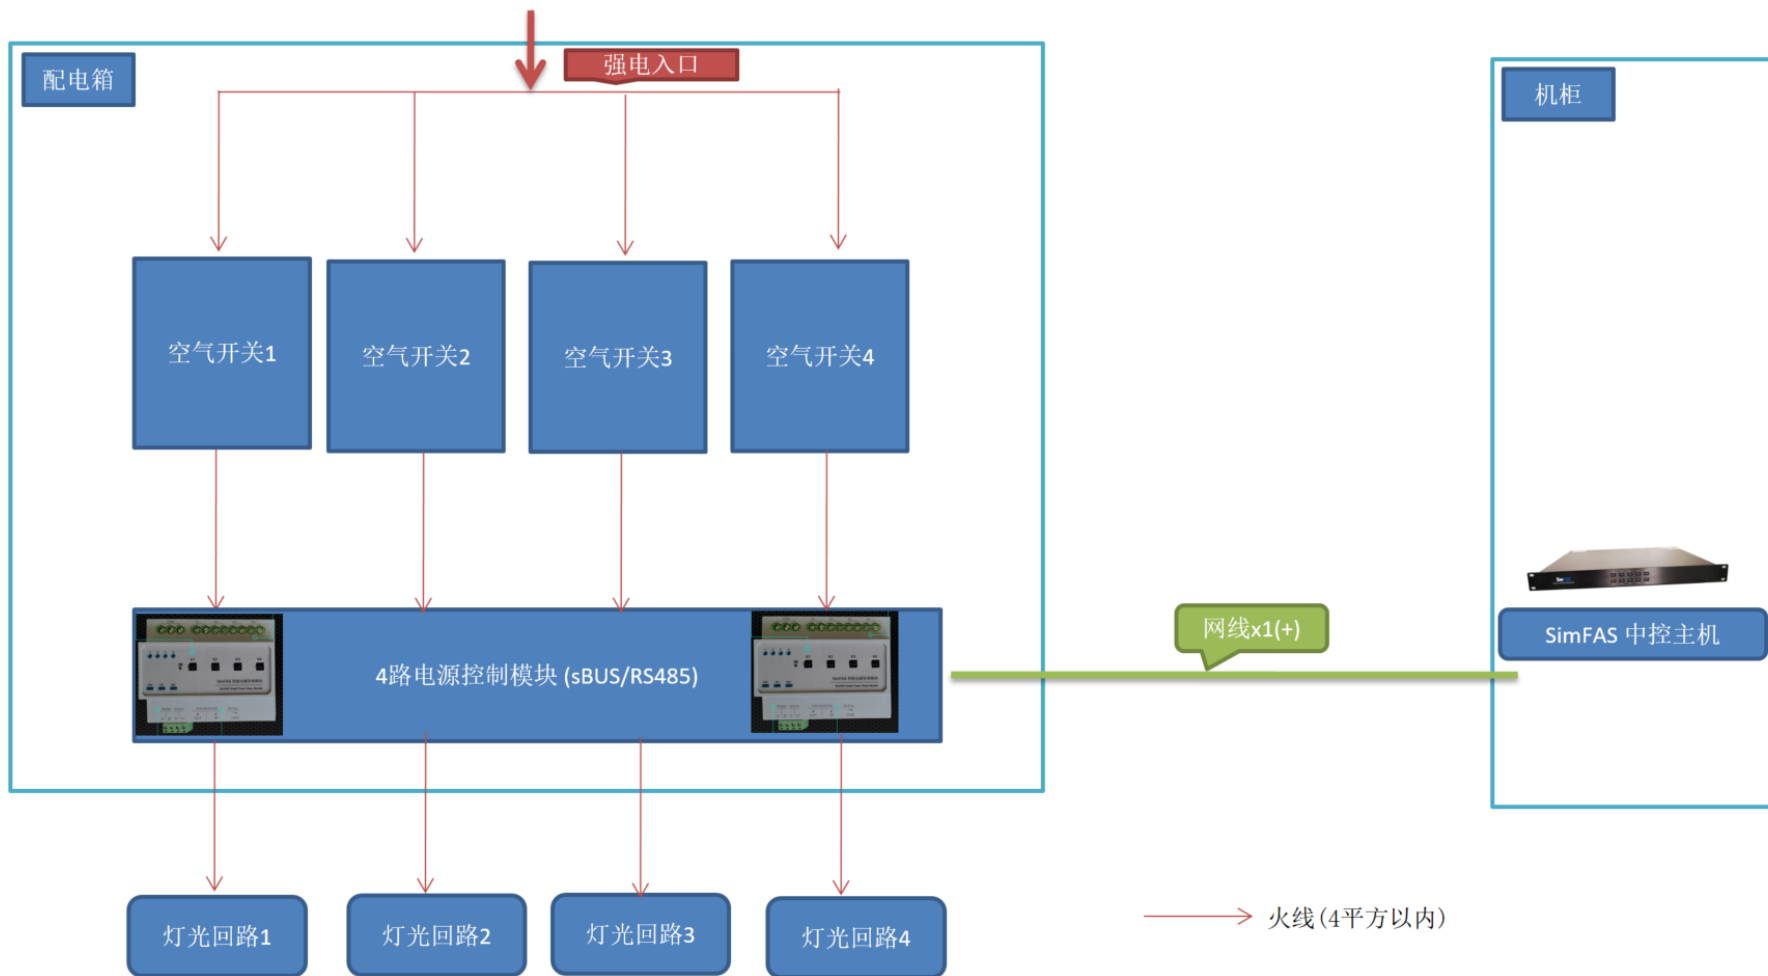 强电入口
配电箱
机柜
空气开关1
空气开关2
空气开关3
空气开关4
网线x1(+)
4路电源控制模块 (sBUS/RS485)
SimFAS 中控主机
灯光回路1
灯光回路2
灯光回路3
灯光回路4
火线(4平方以内)